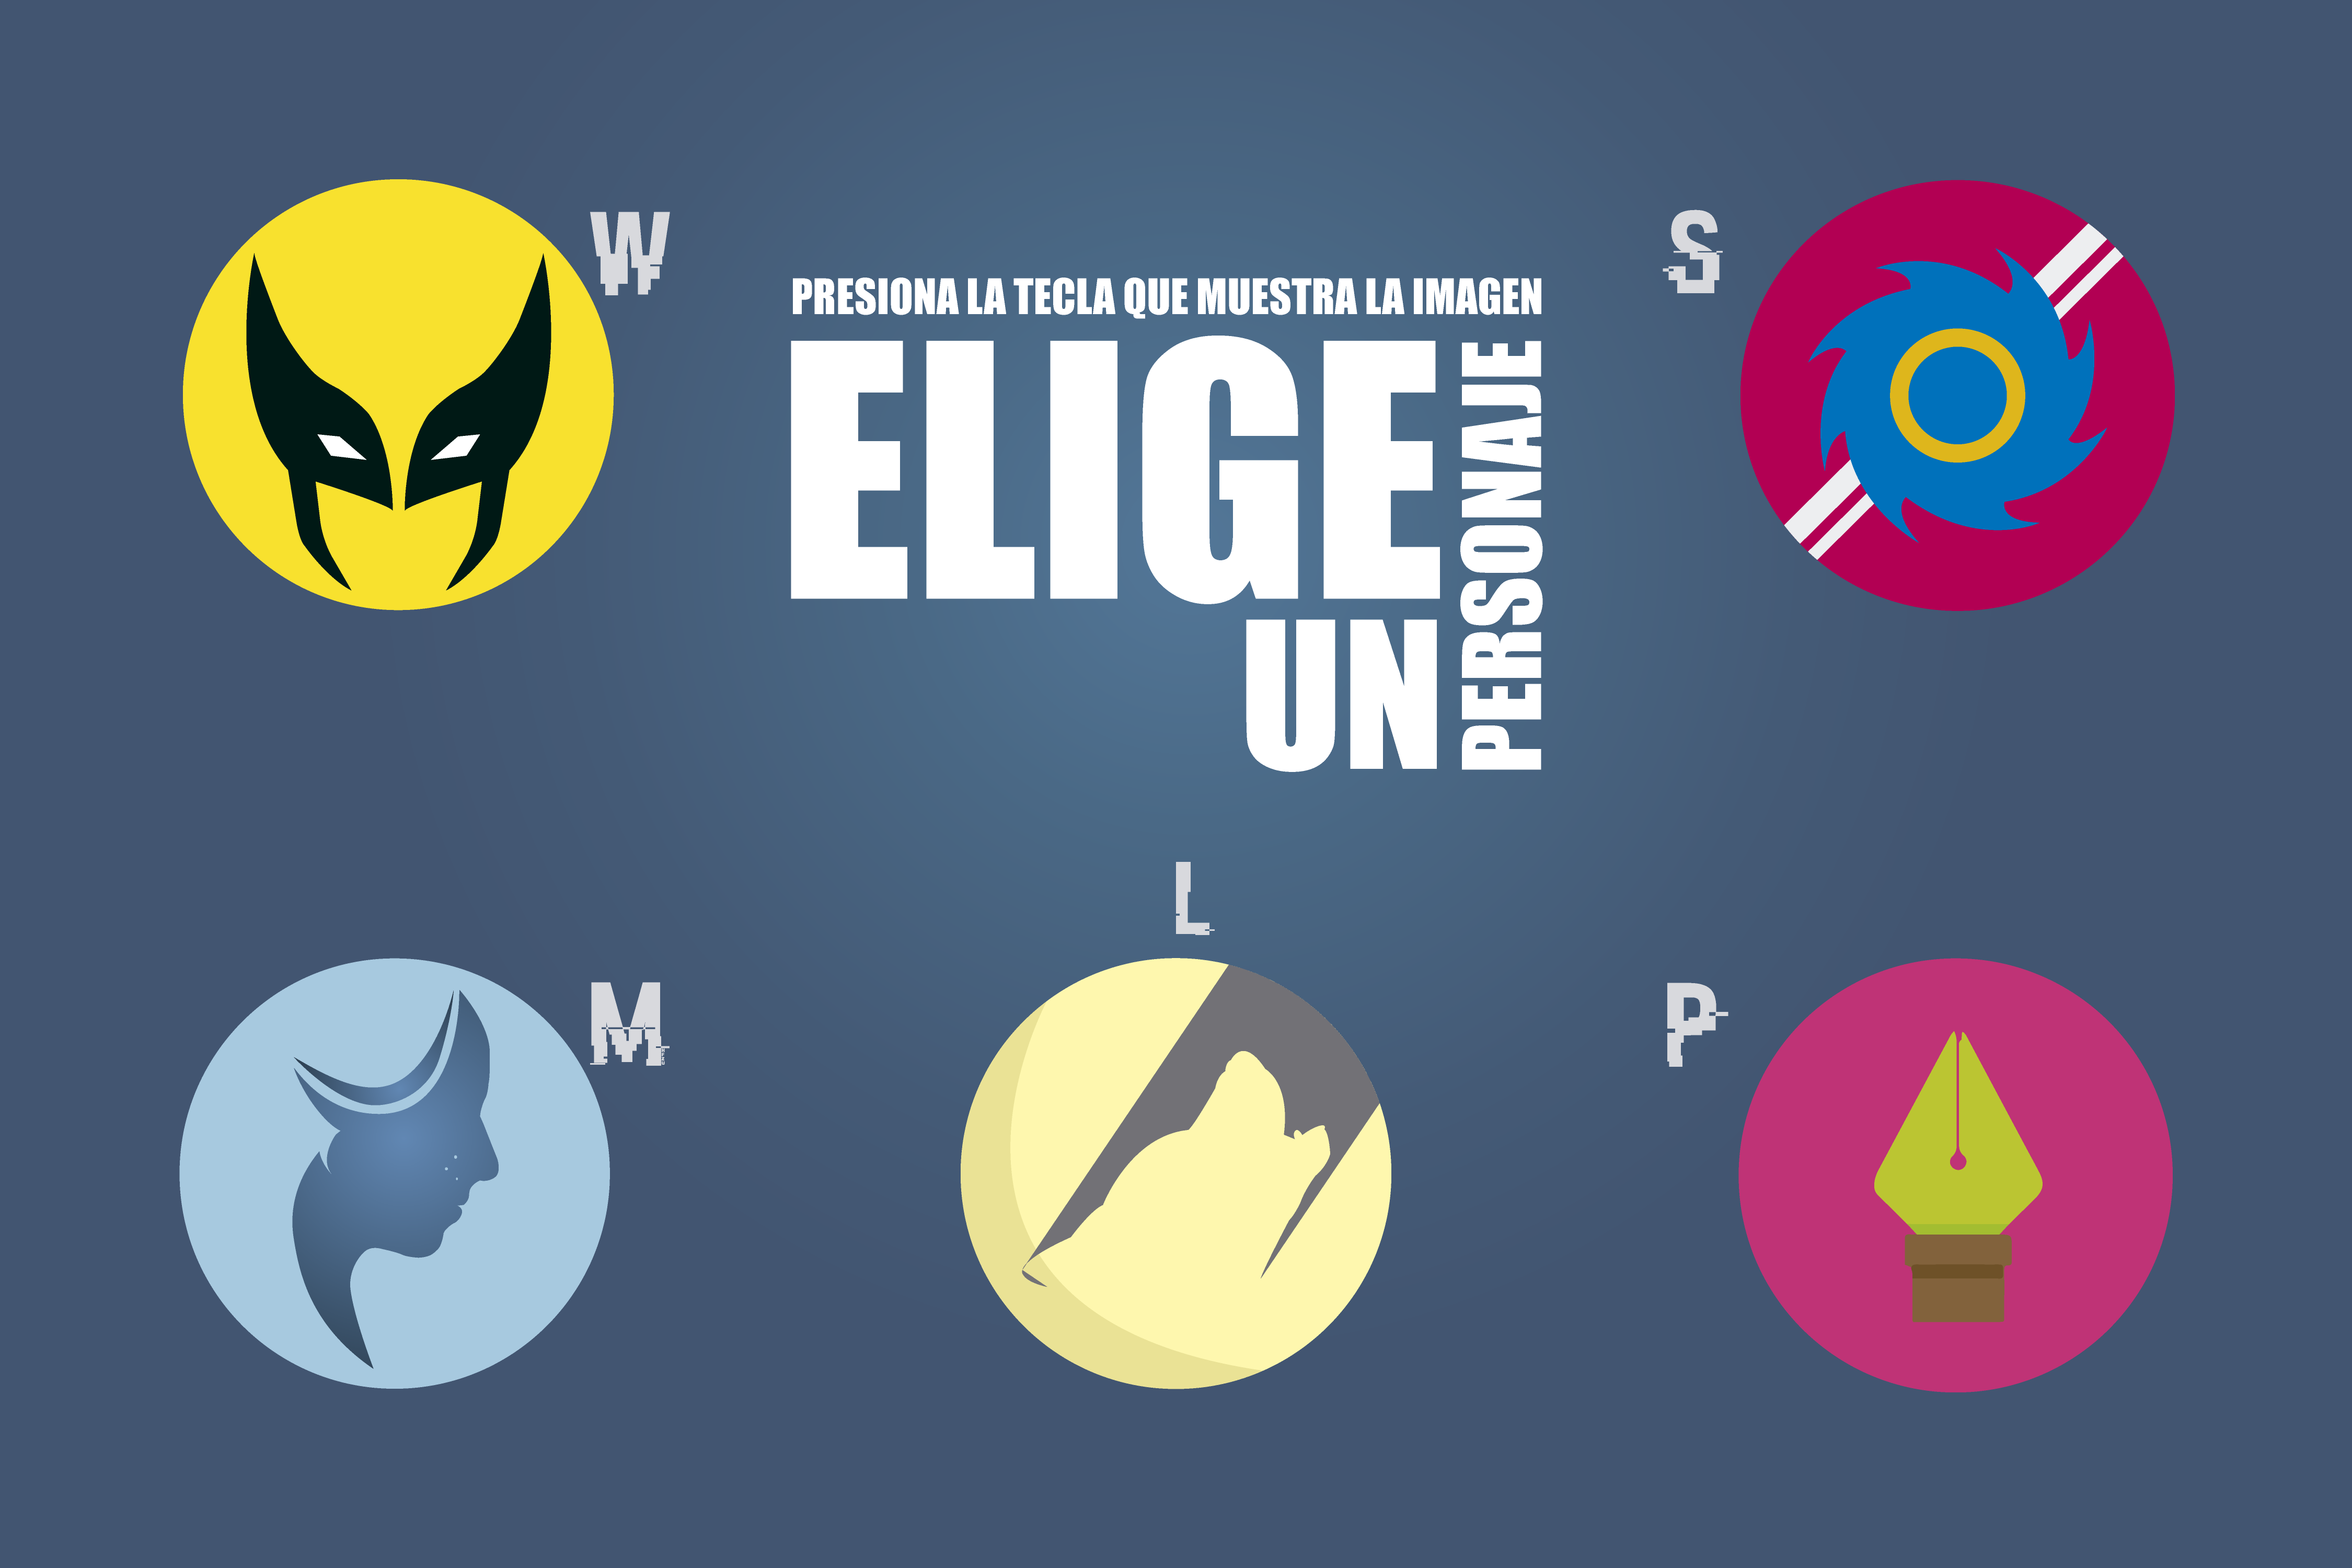 W
S
PRESIONA LA TECLA QUE MUESTRA LA IMAGEN
ELIGE
UN
PERSONAJE
L
M
P